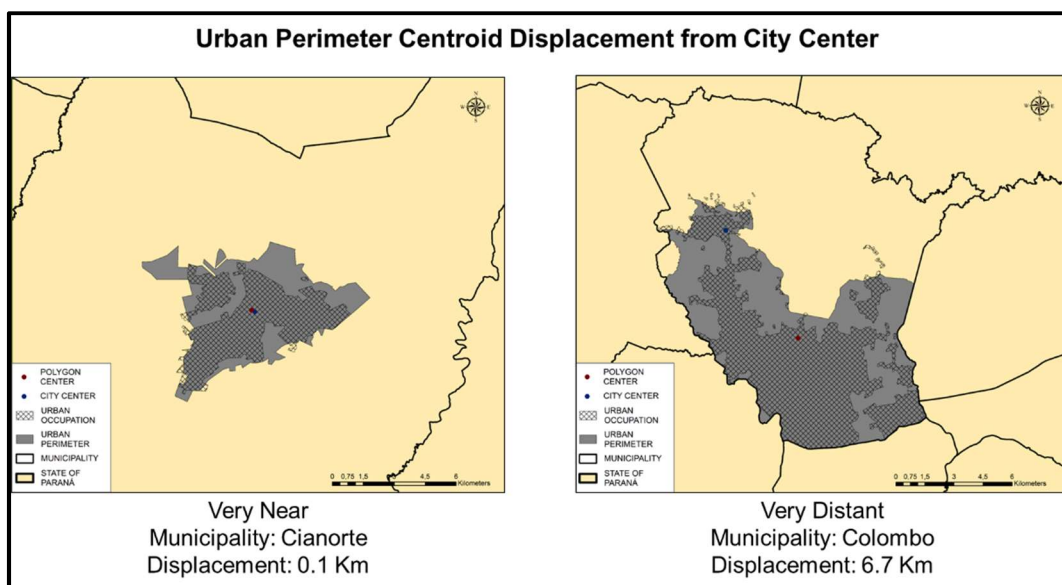 Urban Perimeter Centroid Displacement from City Center
N
W E
S
POLYGON
CENTER
CITY CENTER
URBAN
OCCUPATION
URBAN
PERIMETER
MUNICIPALITY
STATE OF
PARANÁ
0 0,75 1,5 3 4,5 6
Kilometers
Very Near
Municipality: Cianorte
Displacement: 0.1 Km
N
W E
S
POLYGON
CENTER
CITY CENTER
URBAN
OCCUPATION
URBAN
PERIMETER
MUNICIPALITY
STATE OF
PARANÁ
0 0,75 1,5 3 4,5 6
Kilometers
Very Distant
Municipality: Colombo
Displacement: 6.7 Km